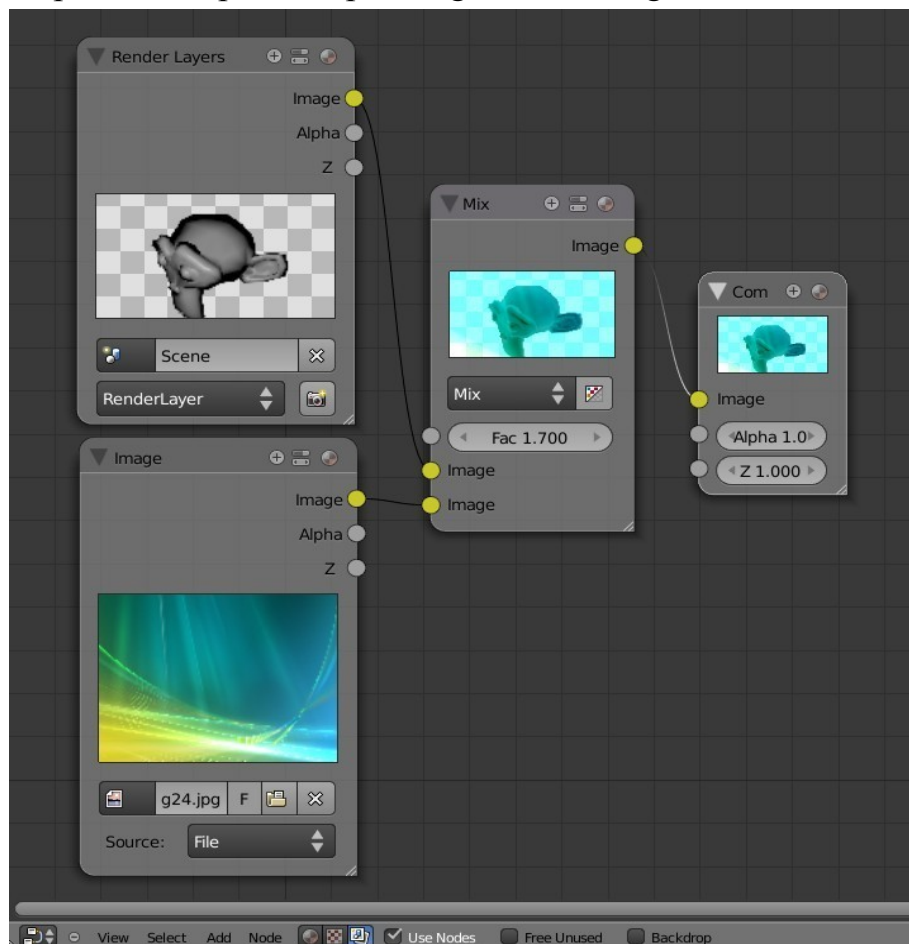 Render Layers
Image
Alpha
Z
Scene
RenderLayer
Image
Image
Alpha
Z
g24.jpg F
Source: File
Mix
Image
Mix
Fac 1.700
Image
Image
Com
Image
Alpha 1.0
Z 1.000
View Select Add Node Use Nodes Free Unused Backdrop